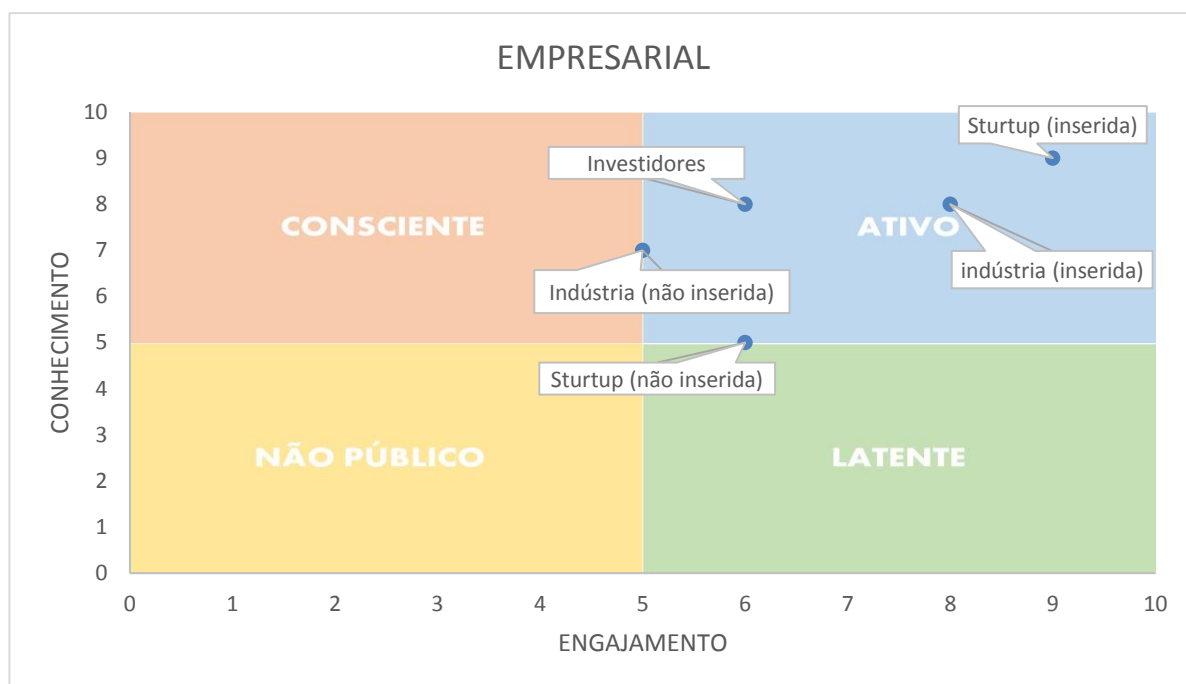 EMPRESARIAL
10
9
8
7
6
5
4
3
2
1
0
CONHECIMENTO
Sturtup (inserida)
Investidores
CONSCIENTE
ATIVO
indústria (inserida)
Indústria (não inserida)
Sturtup (não inserida)
NÃO PÚBLICO
LATENTE
0 1 2 3 4 5 6 7 8 9 10
ENGAJAMENTO